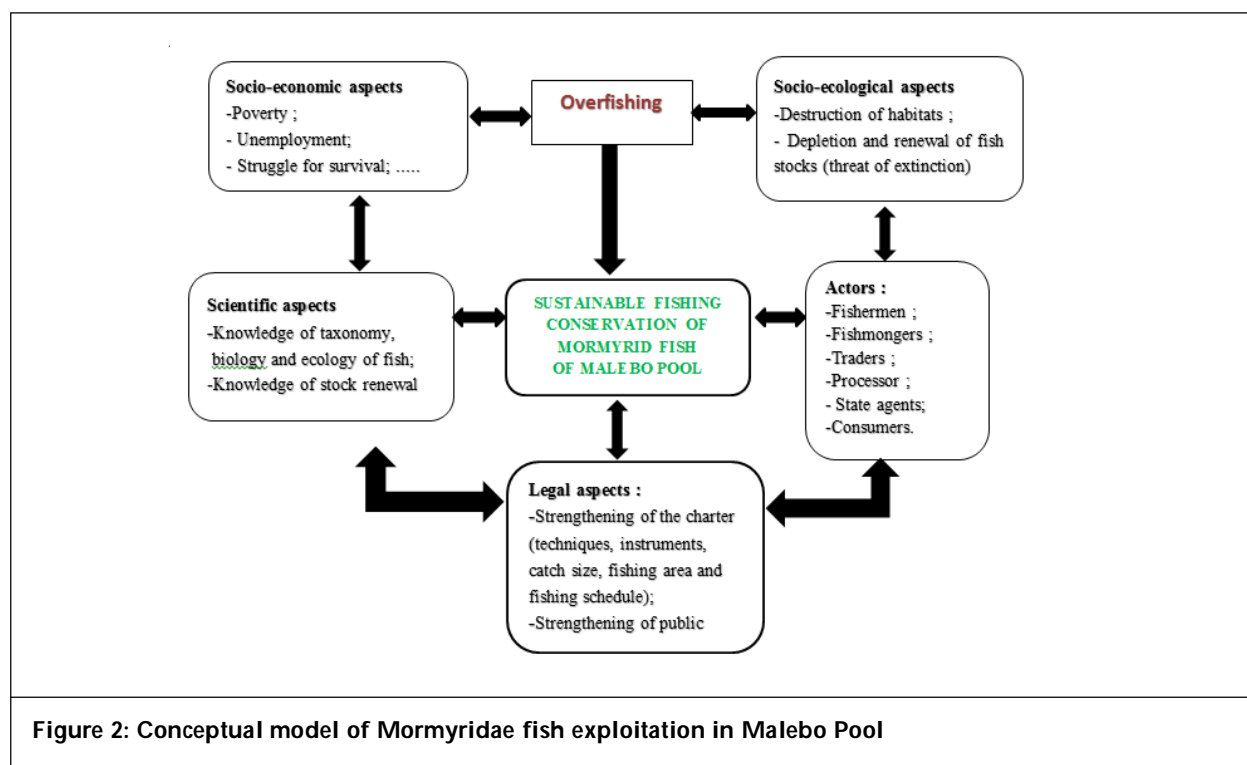 Socio-economic aspects
-Poverty ;
- Unemployment;
- Struggle for survival; .....
Overfishing
Socio-ecological aspects
-Destruction of habitats ;
- Depletion and renewal of fish
stocks (threat of extinction)
Scientific aspects
-Knowledge of taxonomy,
biology and ecology of fish;
-Knowledge of stock renewal
SUSTAINABLE FISHING
CONSERVATION OF
MORMYRID FISH
OF MALEBO POOL
Actors :
-Fishermen ;
-Fishmongers ;
-Traders ;
-Processor ;
- State agents;
-Consumers.
Legal aspects :
-Strengthening of the charter
(techniques, instruments,
catch size, fishing area and
fishing schedule);
-Strengthening of public
Figure 2: Conceptual model of Mormyridae fish exploitation in Malebo Pool